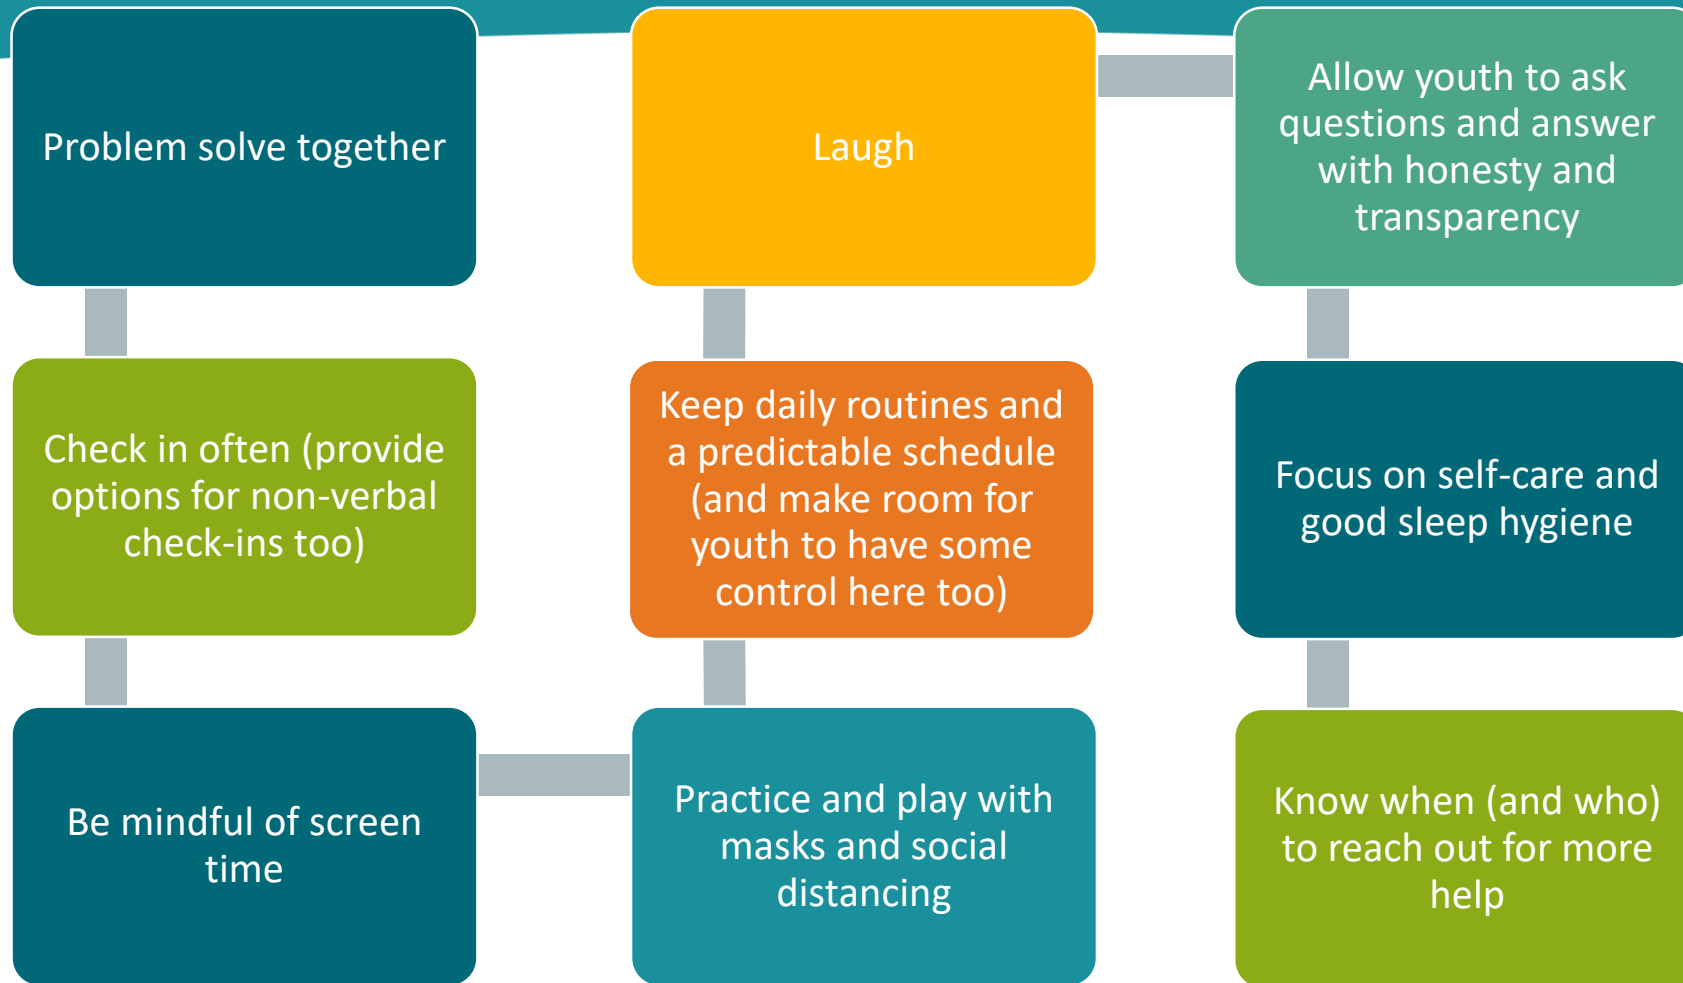 Problem solve together
Check in often (provide
options for non-verbal
check-ins too)
Be mindful of screen
time
Practice and play with
masks and social
distancing
Keep daily routines and
a predictable schedule
(and make room for
youth to have some
control here too)
Laugh
Allow youth to ask
questions and answer
with honesty and
transparency
Focus on self-care and
good sleep hygiene
Know when (and who)
to reach out for more
help